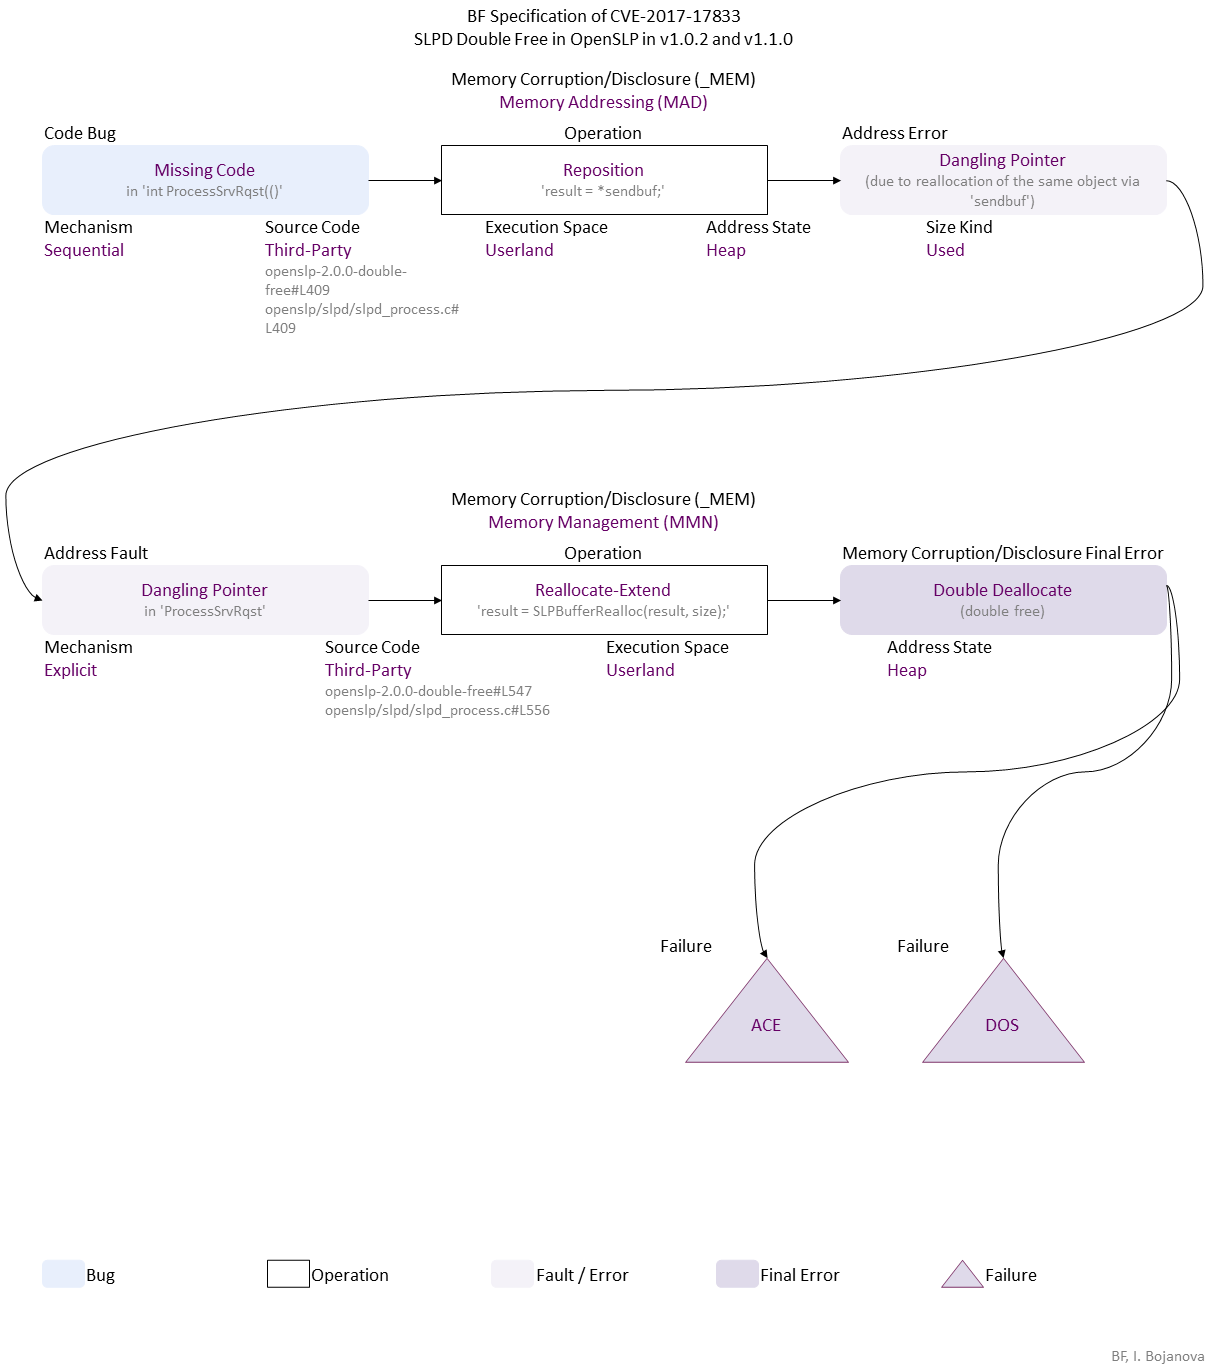 BF Specification of CVE-2017-17833
SLPD Double Free in OpenSLP in v1.0.2 and v1.1.0
Memory Corruption/Disclosure (_MEM)
Memory Addressing (MAD)
Code Bug
Operation
Address Error
Missing Code
in 'int ProcessSrvRqst(()'
Reposition
'result = *sendbuf;'
Dangling Pointer
(due to reallocation of the same object via
'sendbuf')
Mechanism
Sequential
Source Code
Third-Party
openslp-2.0.0-double-
free#L409
openslp/slpd/slpd_process.c#
L409
Execution Space
Userland
Address State
Heap
Size Kind
Used
Memory Corruption/Disclosure (_MEM)
Memory Management (MMN)
Address Fault
Operation
Memory Corruption/Disclosure Final Error
Dangling Pointer
in 'ProcessSrvRqst'
Reallocate-Extend
'result = SLPBufferRealloc(result, size);'
Double Deallocate
(double free)
Mechanism
Explicit
Source Code
Third-Party
openslp-2.0.0-double-free#L547
openslp/slpd/slpd_process.c#L556
Execution Space
Userland
Address State
Heap
Failure
Failure
ACE
DOS
Bug
Operation
Fault / Error
Final Error
Failure
BF, I. Bojanova